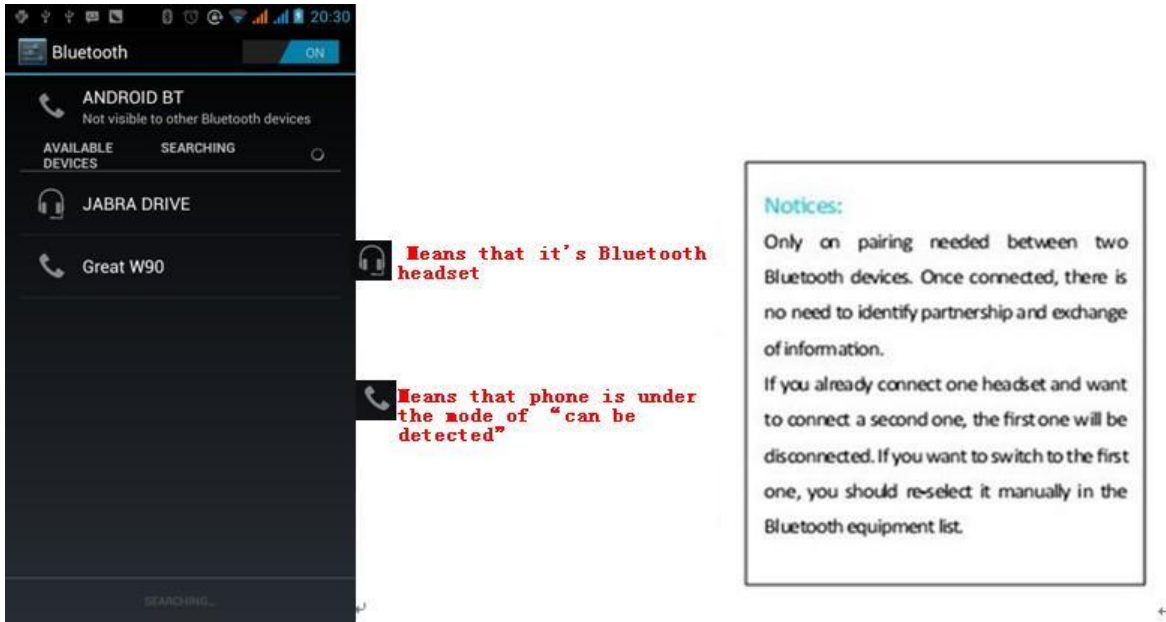 20:30
Bluetooth
ON
ANDROID BT
Not visible to other Bluetooth devices
AVAILABLE DEVICES
SEARCHING
JABRA DRIVE
Great W90
SEARCHING...
Means that it's Bluetooth
headset
Means that phone is under
the mode of “can be
detected”
Notices:
Only on pairing needed between two
Bluetooth devices. Once connected, there is
no need to identify partnership and exchange
of information.
If you already connect one headset and want
to connect a second one, the first one will be
disconnected. If you want to switch to the first
one, you should re-select it manually in the
Bluetooth equipment list.